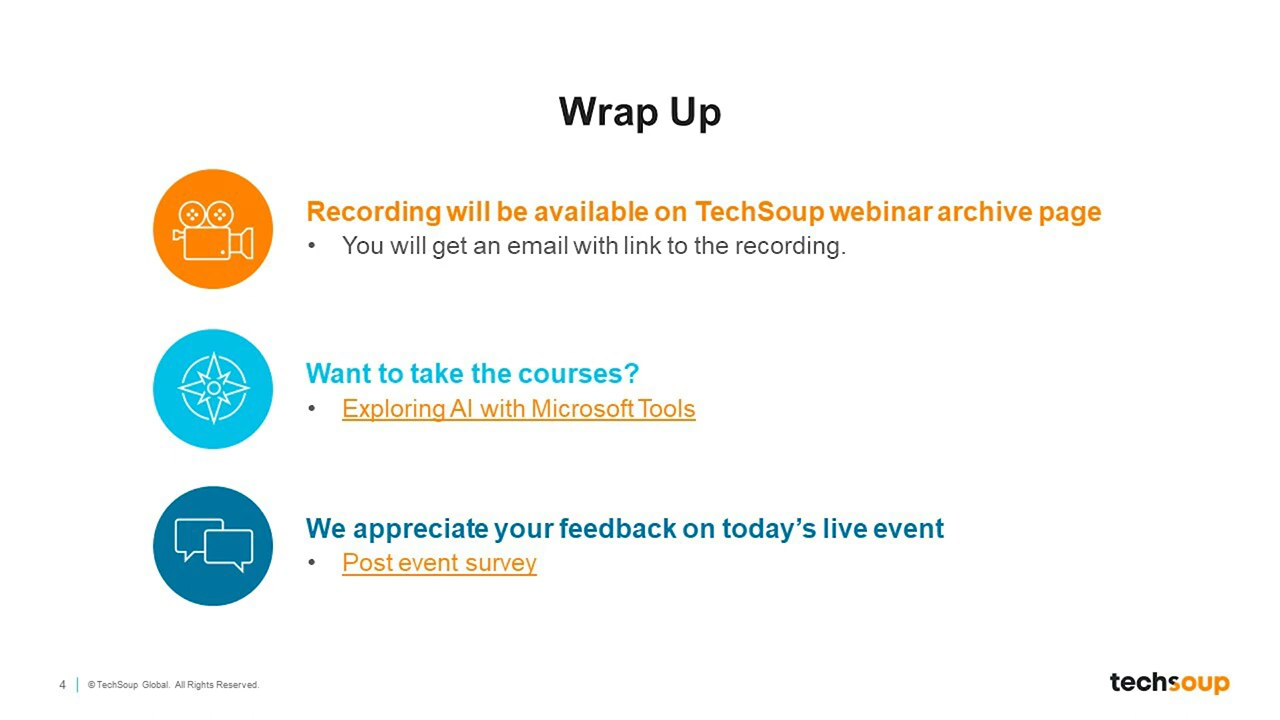 Wrap Up
Recording will be available on TechSoup webinar archive page
• You will get an email with link to the recording.
Want to take the courses?
• Exploring AI with Microsoft Tools
We appreciate your feedback on today’s live event
• Post event survey
4 | © TechSoup Global. All Rights Reserved.
techsoup